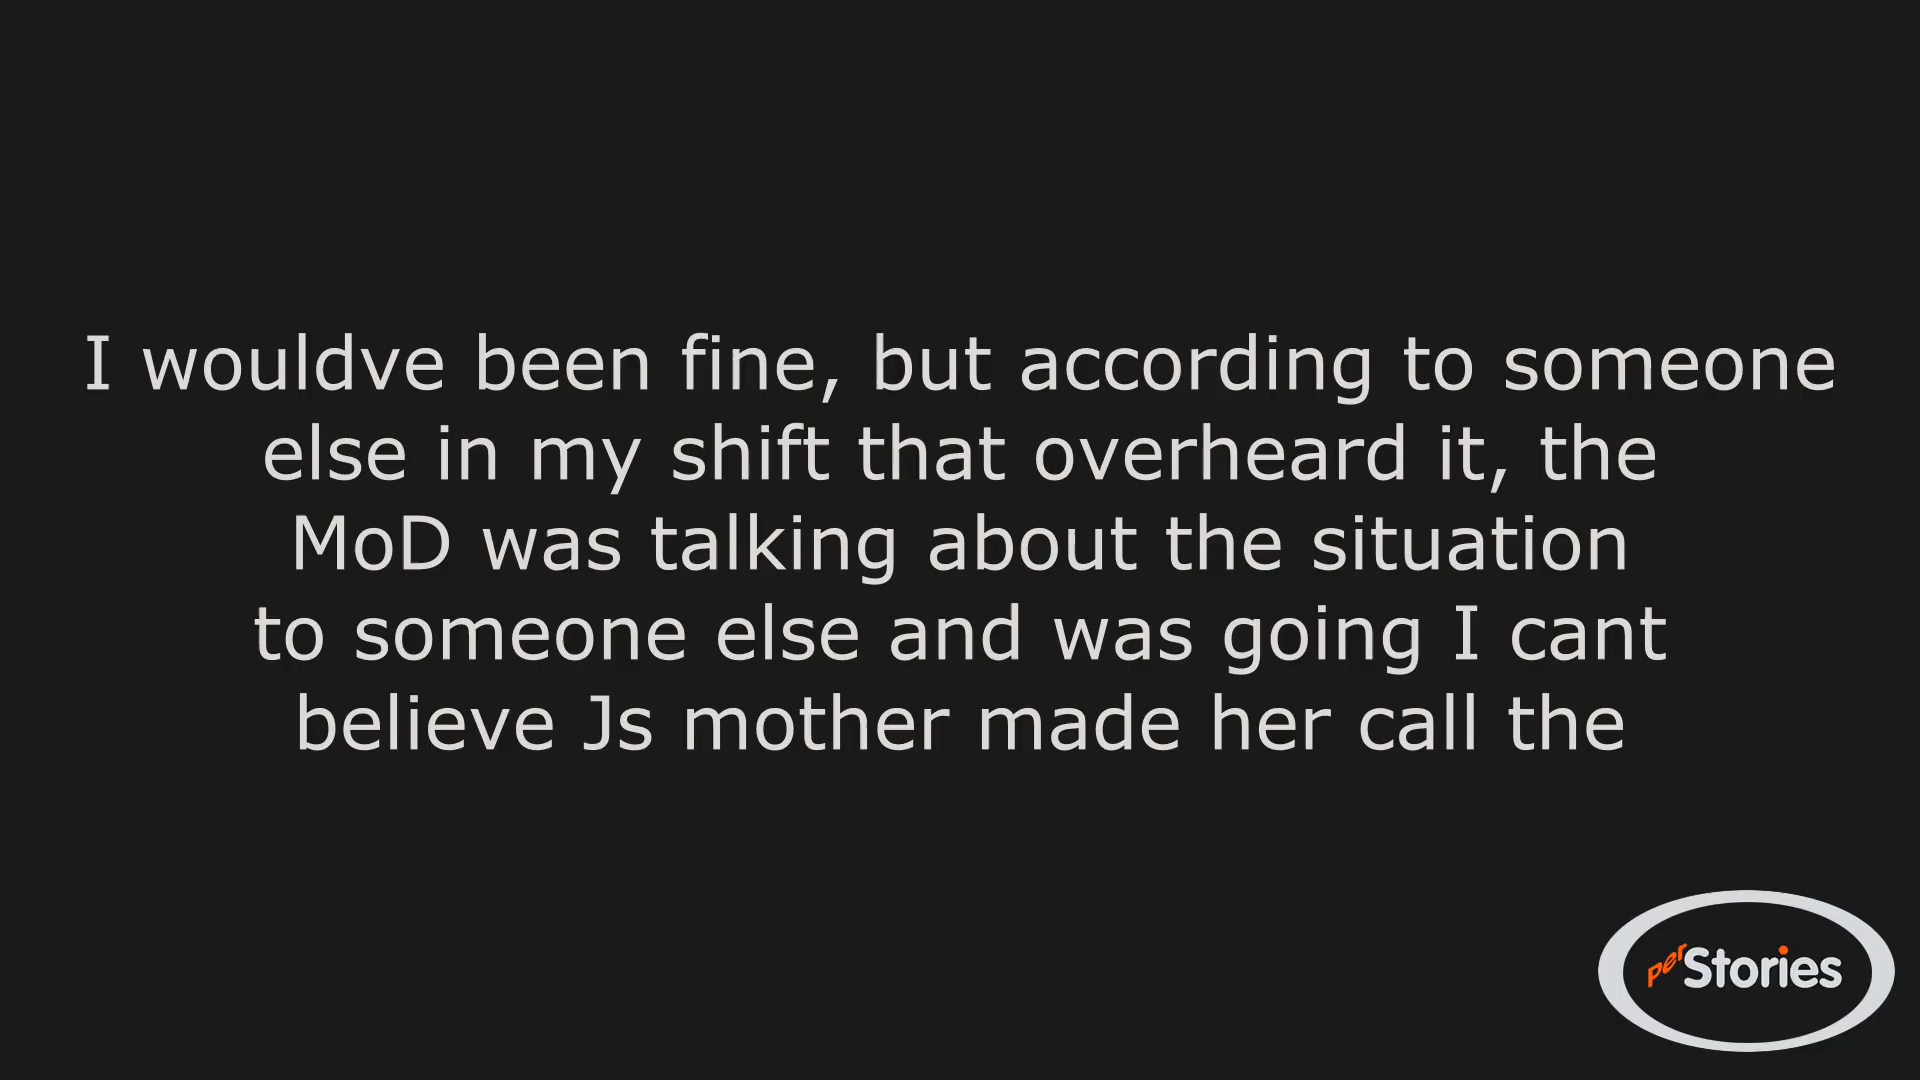 I wouldve been fine, but according to someone
else in my shift that overheard it, the
MoD was talking about the situation
to someone else and was going I cant
believe Js mother made her call the
perStories